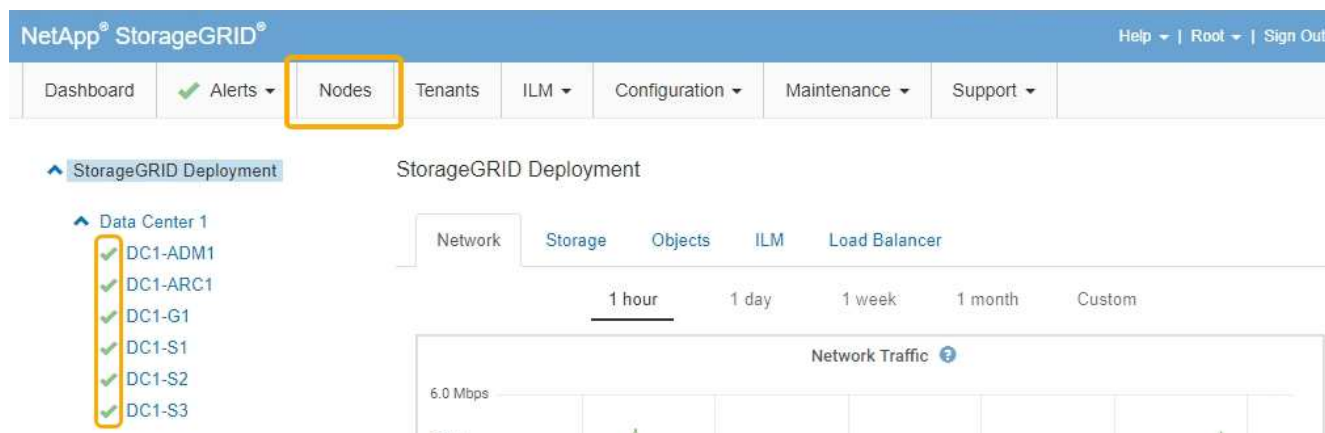 NetApp® StorageGRID®
Help | Root | Sign Out
Dashboard Alerts Nodes Tenants ILM Configuration Maintenance Support
StorageGRID Deployment
StorageGRID Deployment
Data Center 1
DC1-ADM1
DC1-ARC1
DC1-G1
DC1-S1
DC1-S2
DC1-S3
Network Storage Objects ILM Load Balancer
1 hour 1 day 1 week 1 month Custom
Network Traffic ?
6.0 Mbps